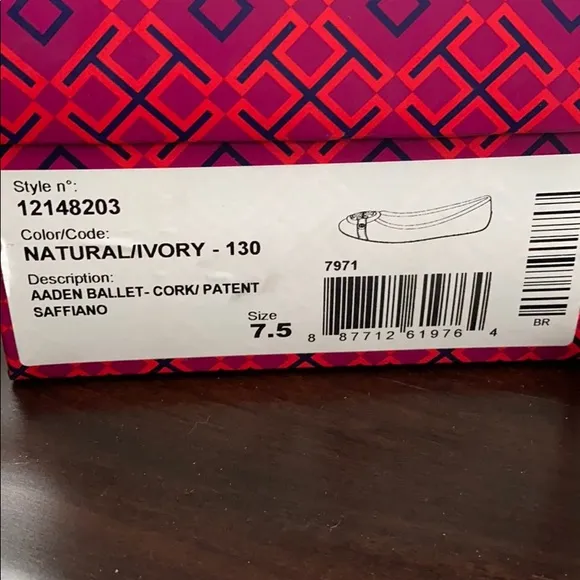 Style n°:
12148203
Color/Code:
NATURAL/IVORY - 130
Description:
AADEN BALLET- CORK/ PATENT
SAFFIANO
Size
7.5
7971
8 87712 61976 4
BR